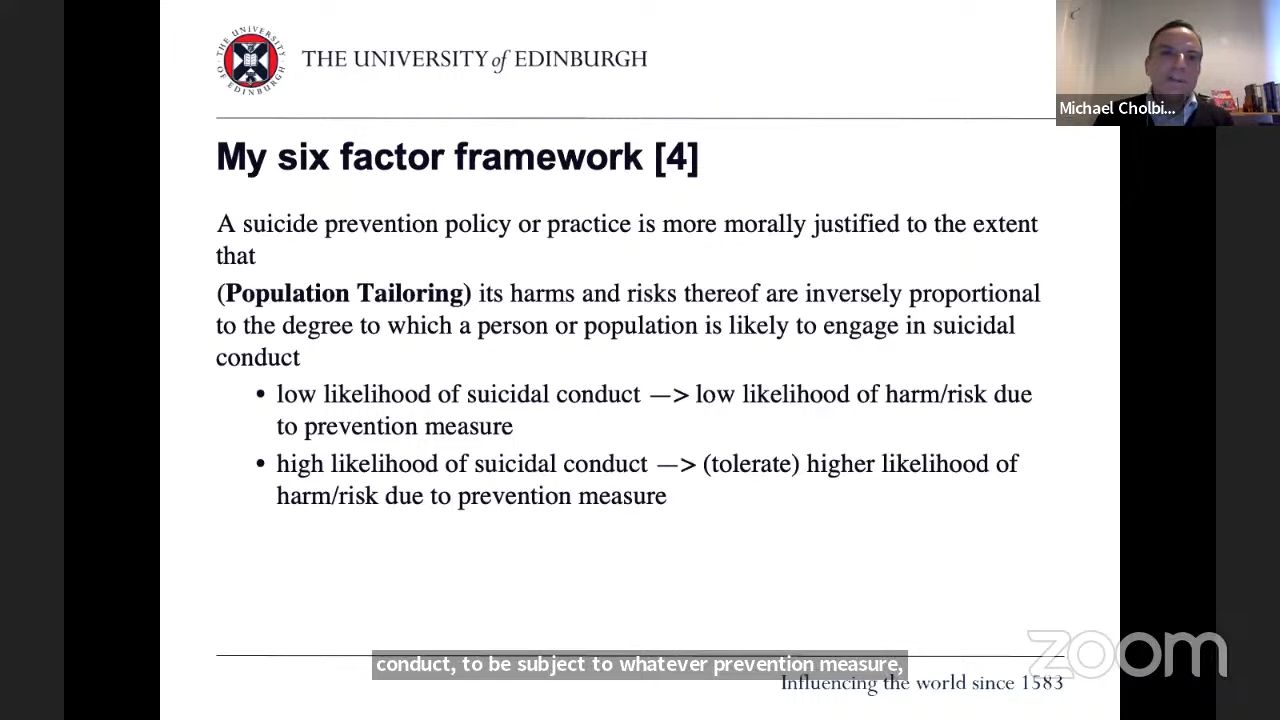 THE UNIVERSITY of EDINBURGH
THE UNIVERSITY OF EDINBURGH
Michael Cholbi...
My six factor framework [4]
A suicide prevention policy or practice is more morally justified to the extent
that
(Population Tailoring) its harms and risks thereof are inversely proportional
to the degree to which a person or population is likely to engage in suicidal
conduct
• low likelihood of suicidal conduct —> low likelihood of harm/risk due
to prevention measure
• high likelihood of suicidal conduct —> (tolerate) higher likelihood of
harm/risk due to prevention measure
conduct, to be subject to whatever prevention measure,
zoom
Influencing the world since 1583